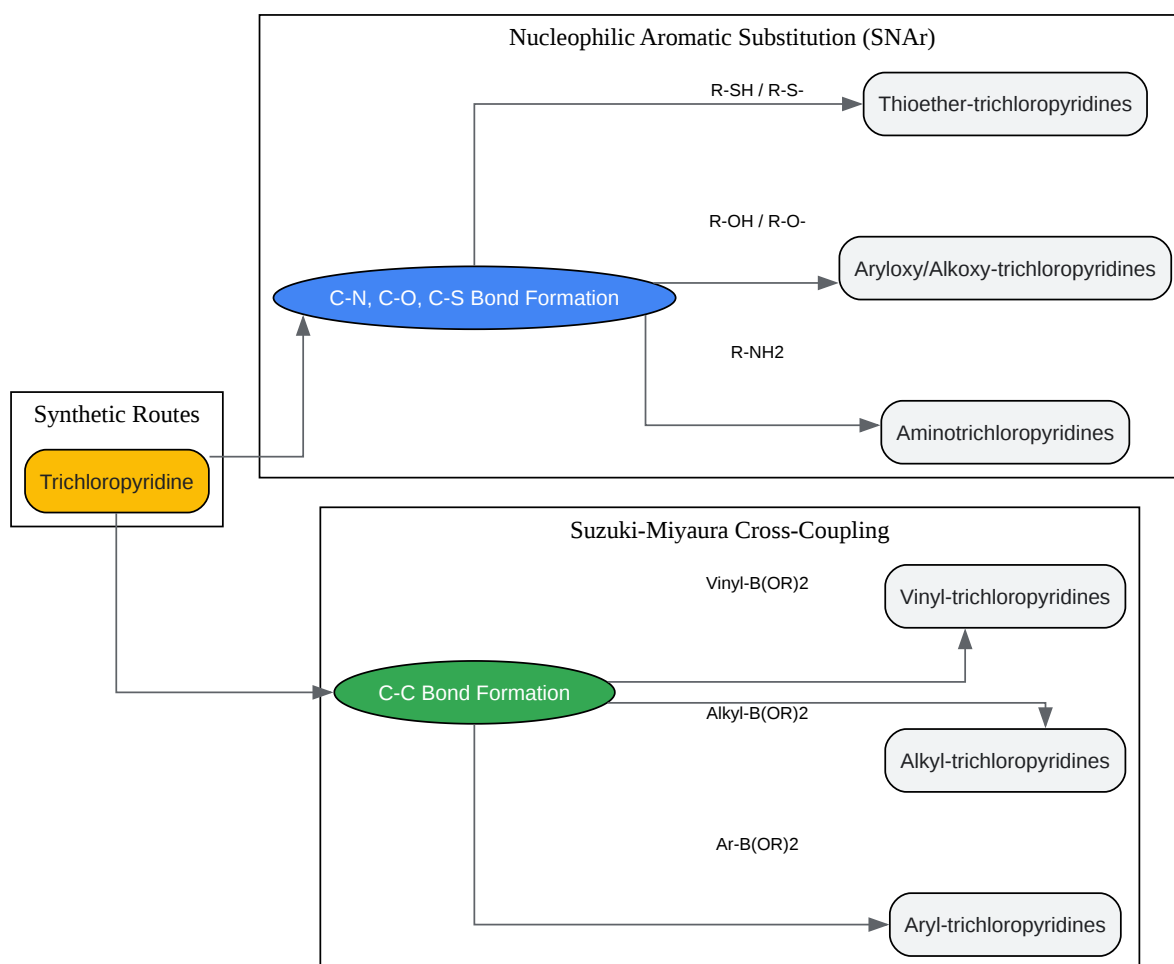 Nucleophilic Aromatic Substitution (SNAr)
R-SH / R-S-
Thioether-trichloropyridines
R-OH / R-O-
Aryloxy/Alkoxy-trichloropyridines
C-N, C-O, C-S Bond Formation
R-NH2
Aminotrichloropyridines
Synthetic Routes
Trichloropyridine
Suzuki-Miyaura Cross-Coupling
Vinyl-B(OR)2
Vinyl-trichloropyridines
C-C Bond Formation
Alkyl-B(OR)2
Alkyl-trichloropyridines
Ar-B(OR)2
Aryl-trichloropyridines